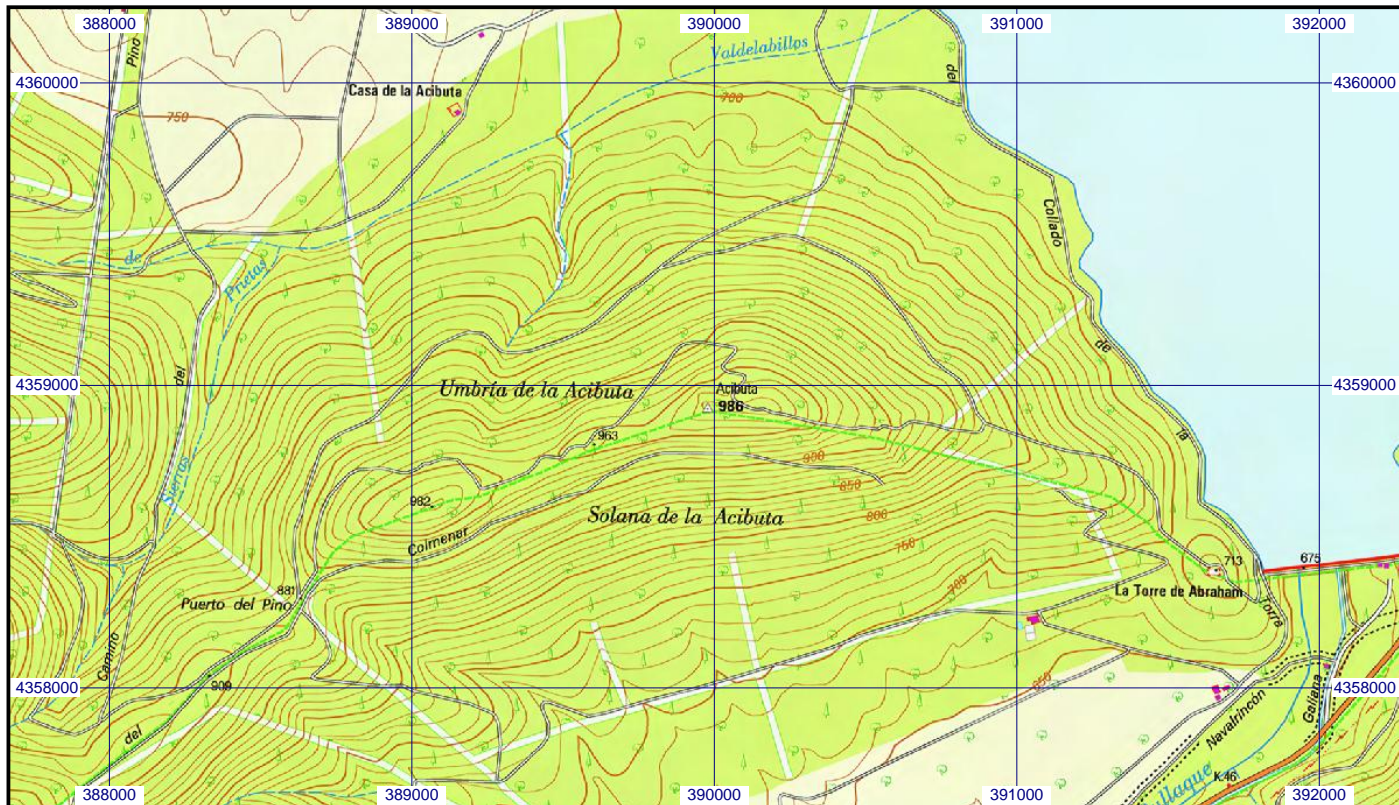 388000
389000
390000
391000
392000
4360000
4360000
Pino
Valdelabillos
del
750
Casa de la Acibuta
700
Collado
de
Prietas
de
del
4359000
4359000
Umbría de la Acibuta
Acibuta
986
la
963
900
850
982
Sierras
Solana de la Acibuta
800
Colmenar
750
700
713
675
881
Puerto del Pino
La Torre de Abraham
Torre
Camino
4358000
4358000
909
650
del
Navalrincón
Galiana
K.46
llaque
388000
389000
390000
391000
392000